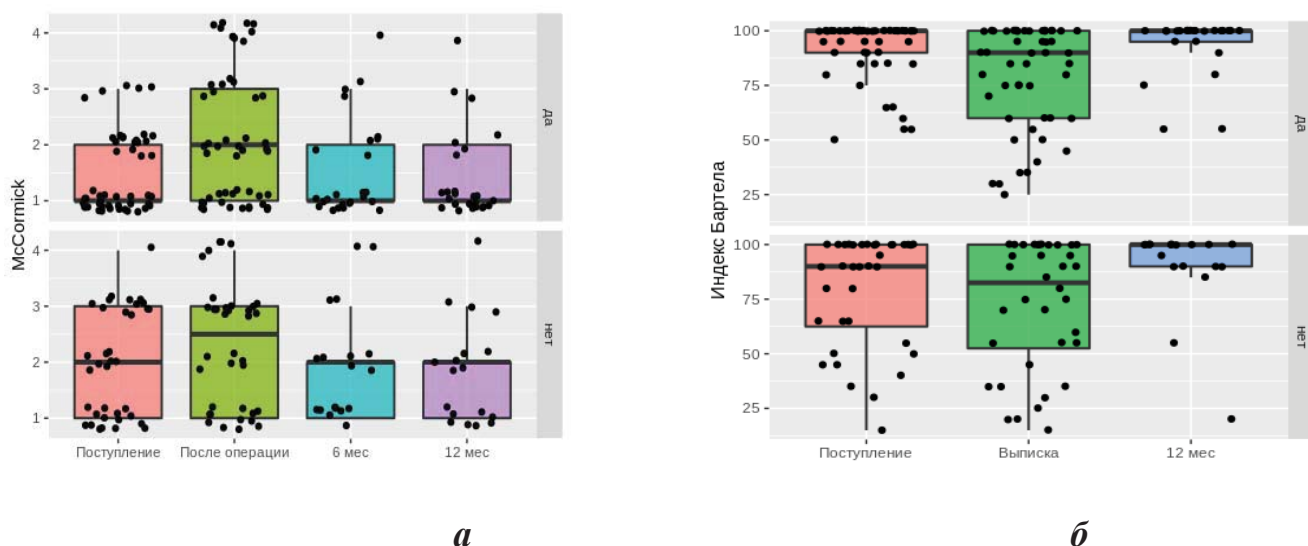 McCormick
4
3
2
1
да
4
3
2
1
нет
Поступление
После операции
6 мес
12 мес
а
Индекс Бартела
100
75
50
25
да
100
75
50
25
нет
Поступление
Выписка
12 мес
б